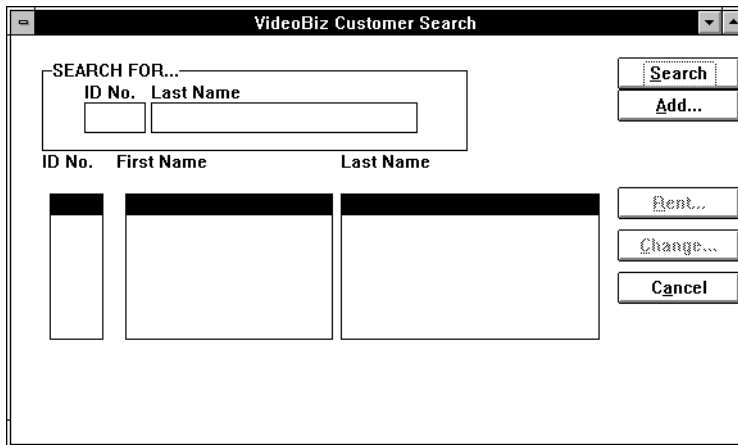 VideoBiz Customer Search
SEARCH FOR...
ID No. Last Name
Search
Add...
ID No. First Name Last Name
Rent...
Change...
Cancel